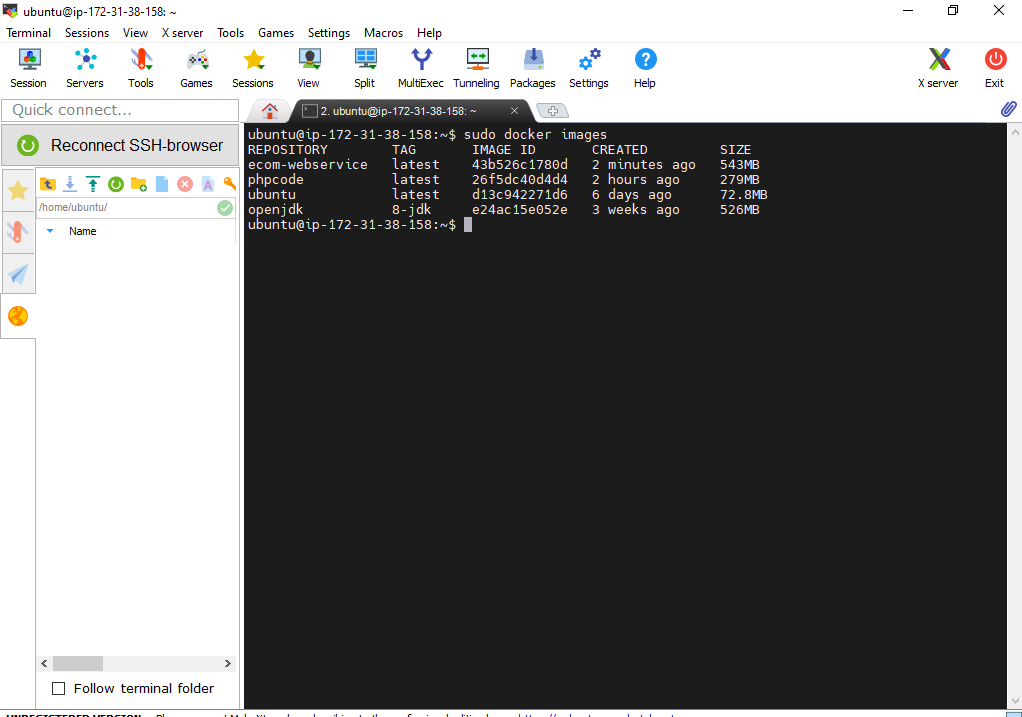 ubuntu@ip-172-31-38-158: ~
Terminal Sessions View X server Tools Games Settings Macros Help
Session Servers Tools Games Sessions View Split MultiExec Tunneling Packages Settings Help X server Exit
Quick connect...
2. ubuntu@ip-172-31-38-158: ~
Reconnect SSH-browser
/home/ubuntu/
Name
Follow terminal folder
ubuntu@ip-172-31-38-158:~$ sudo docker images
REPOSITORY TAG IMAGE ID CREATED SIZE
ecom-webservice latest 43b526c1780d 2 minutes ago 543MB
phpcode latest 26f5dc40d4d4 2 hours ago 279MB
ubuntu latest d13c942271d6 6 days ago 72.8MB
openjdk 8-jdk e24ac15e052e 3 weeks ago 526MB
ubuntu@ip-172-31-38-158:~$
UNREGISTERED VERSION